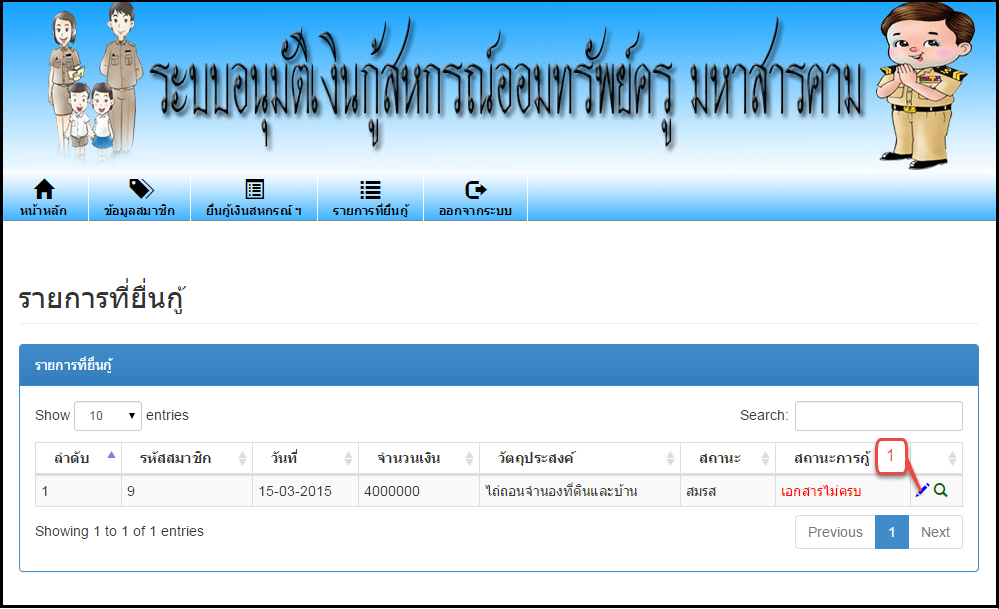 ระบบอนุมัติเงินกู้สหกรณ์ออมทรัพย์ครู มหาสารคาม
หน้าหลัก ข้อมูลสมาชิก ยื่นกู้เงินสหกรณ์ ฯ รายการที่ยื่นกู้ ออกจากระบบ
รายการที่ยื่นกู้
รายการที่ยื่นกู้
Show 10 entries Search:
ลำดับ รหัสสมาชิก วันที่ จำนวนเงิน วัตถุประสงค์ สถานะ สถานะการกู้ 1
1 9 15-03-2015 4000000 ไถ่ถอนจำนองที่ดินและบ้าน สมรส เอกสารไม่ครบ
Showing 1 to 1 of 1 entries Previous 1 Next